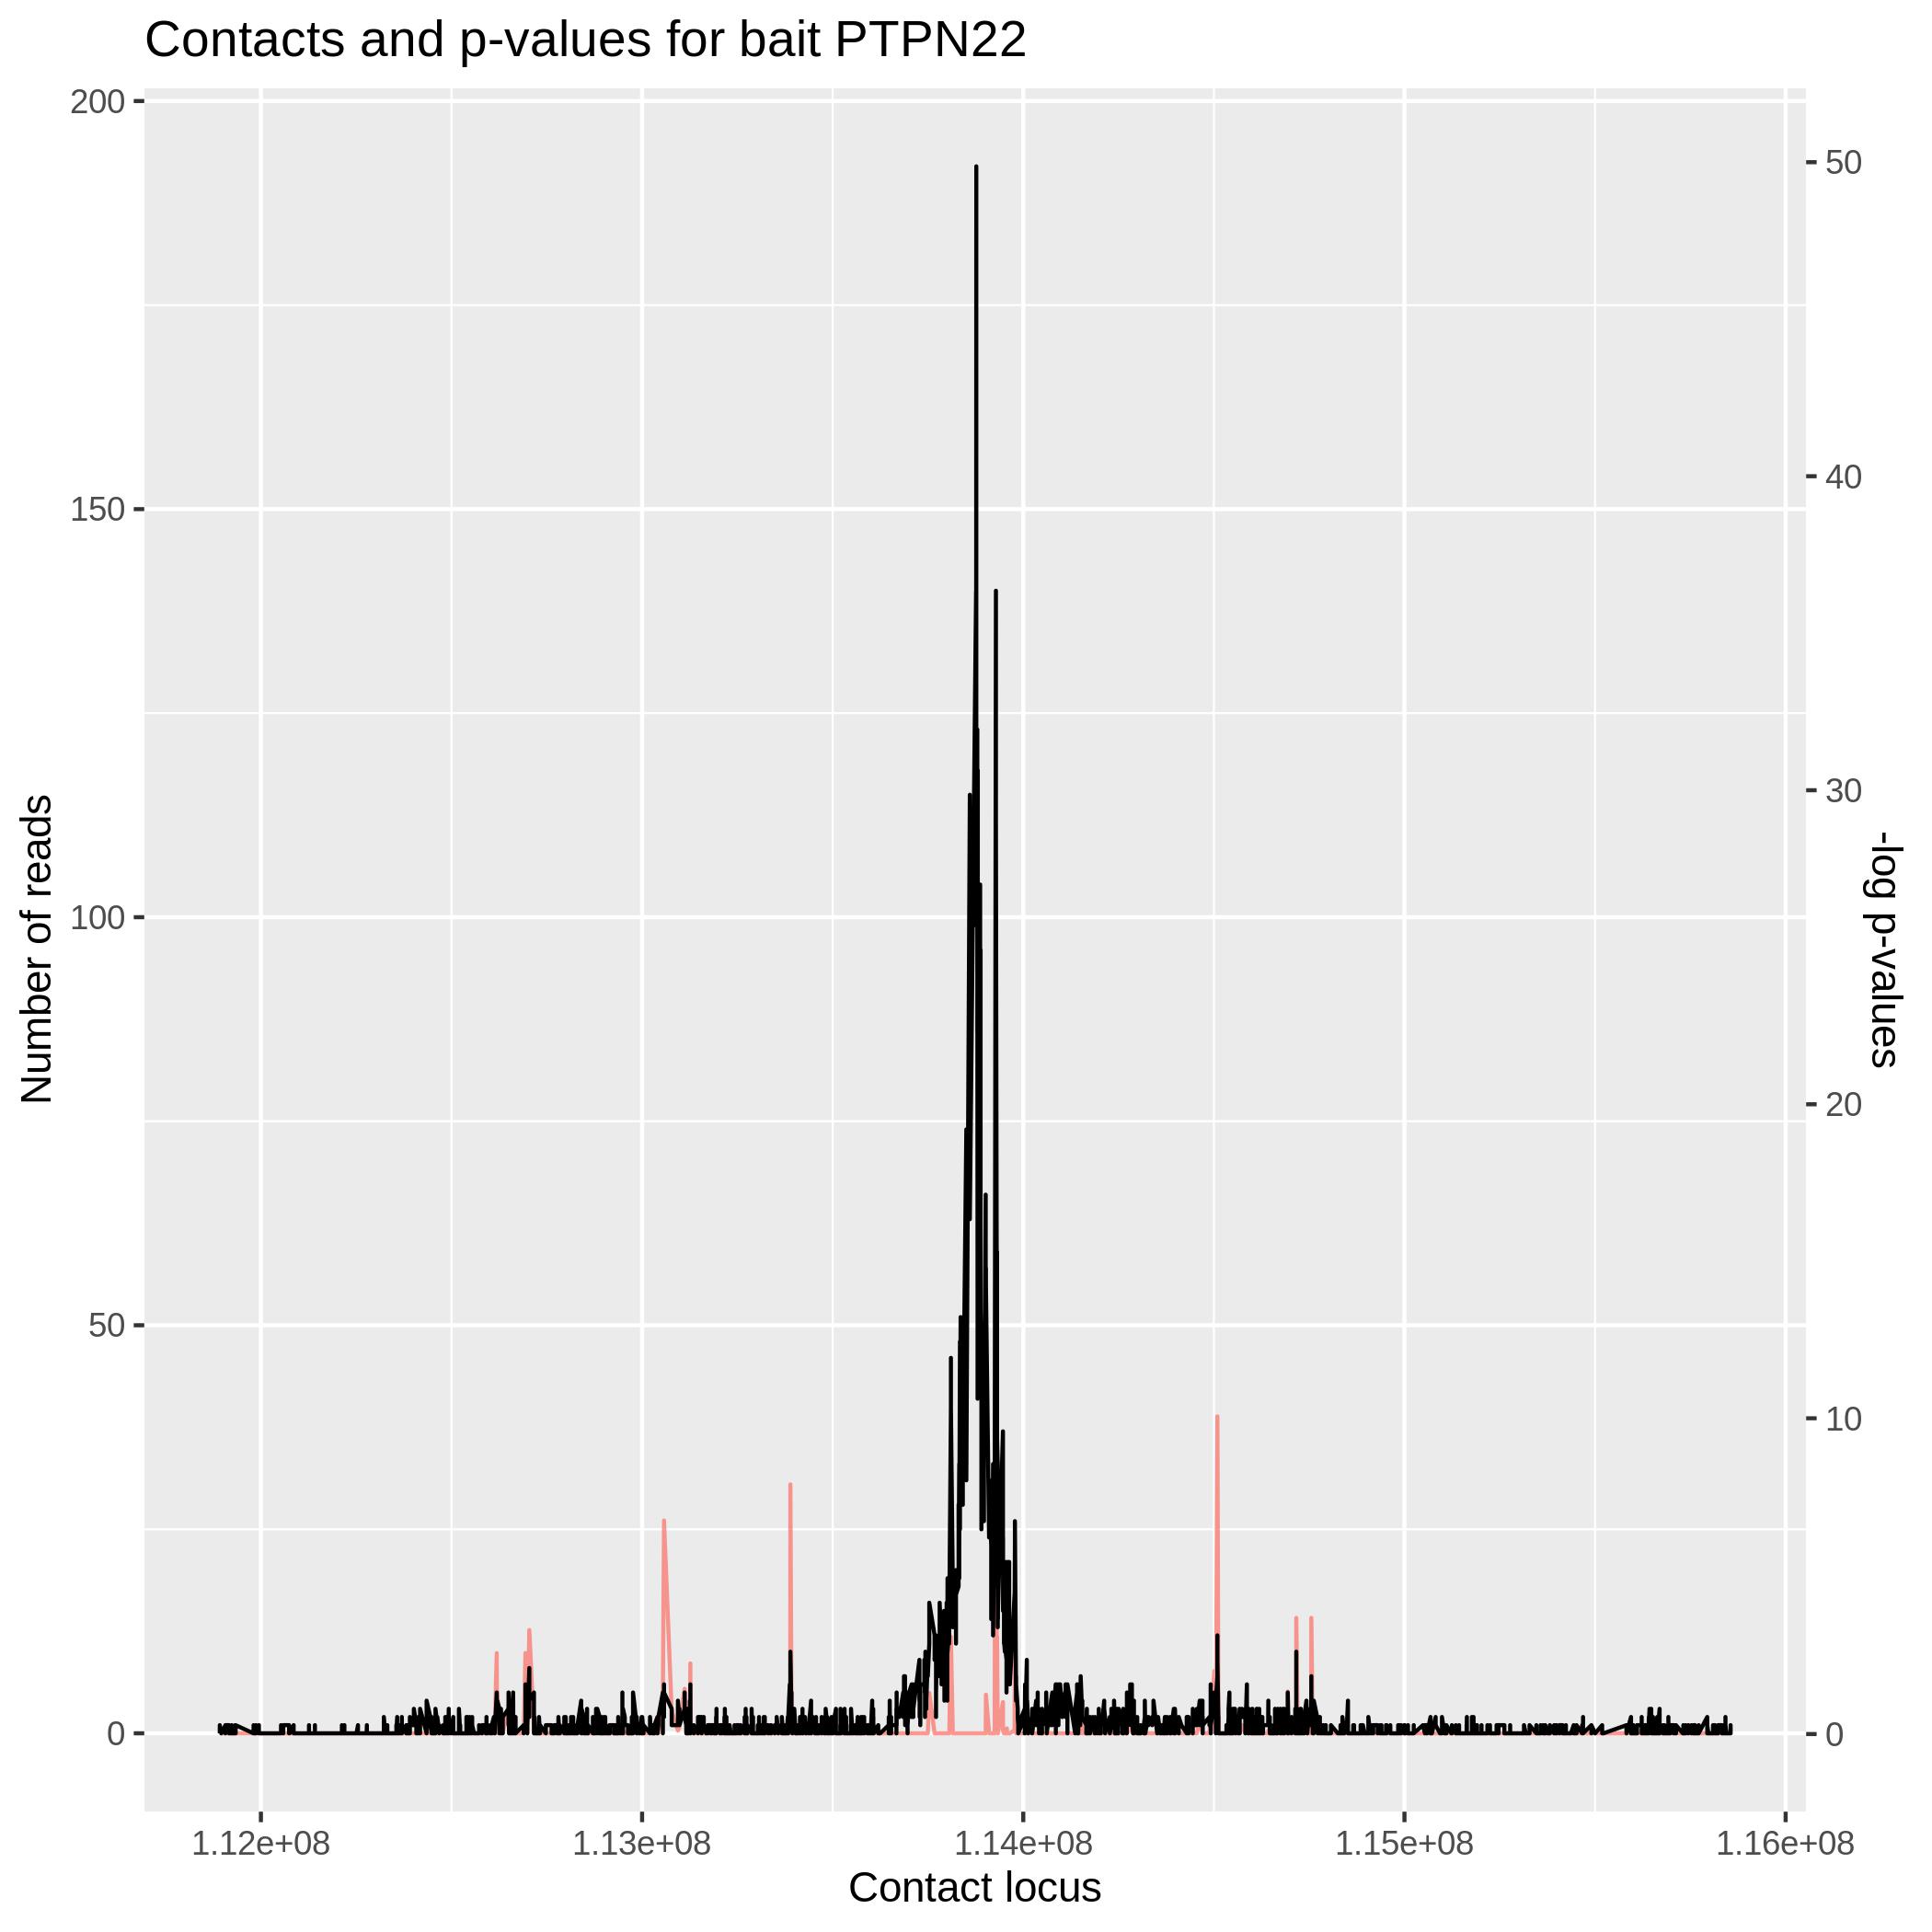 Contacts and p-values for bait PTPN22
200
150
100
50
0
Number of reads
50
40
30
20
10
0
-log p-values
1.12e+08
1.13e+08
1.14e+08
1.15e+08
1.16e+08
Contact locus